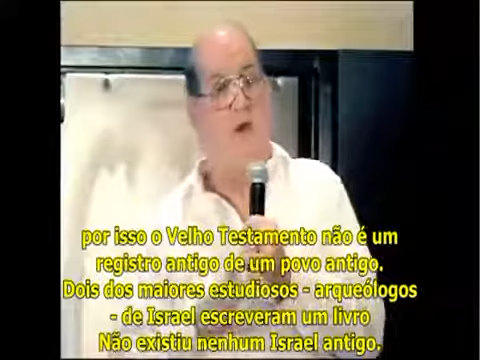 por isso o Velho Testamento não é um
registro antigo de um povo antigo.
Dois dos maiores estudiosos - arqueólogos
- de Israel escreveram um livro
Não existiu nenhum Israel antigo.